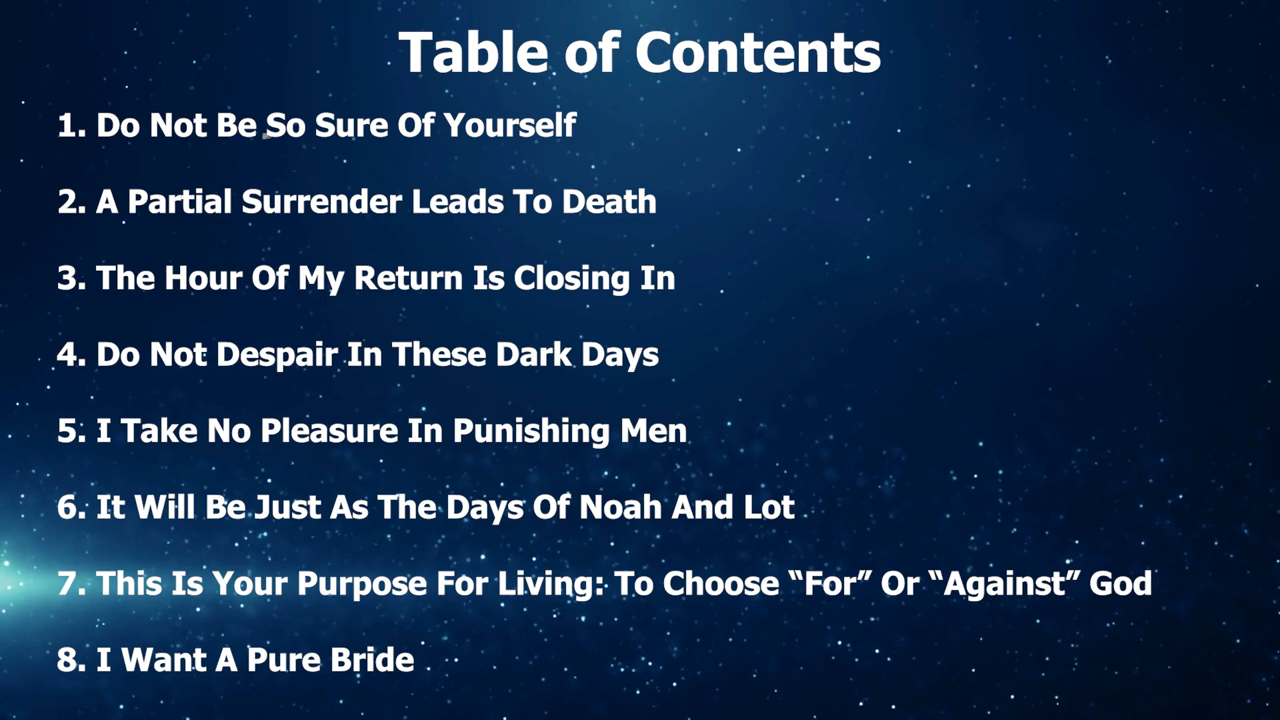 Table of Contents
1. Do Not Be So Sure Of Yourself
2. A Partial Surrender Leads To Death
3. The Hour Of My Return Is Closing In
4. Do Not Despair In These Dark Days
5. I Take No Pleasure In Punishing Men
6. It Will Be Just As The Days Of Noah And Lot
7. This Is Your Purpose For Living: To Choose “For” Or “Against” God
8. I Want A Pure Bride